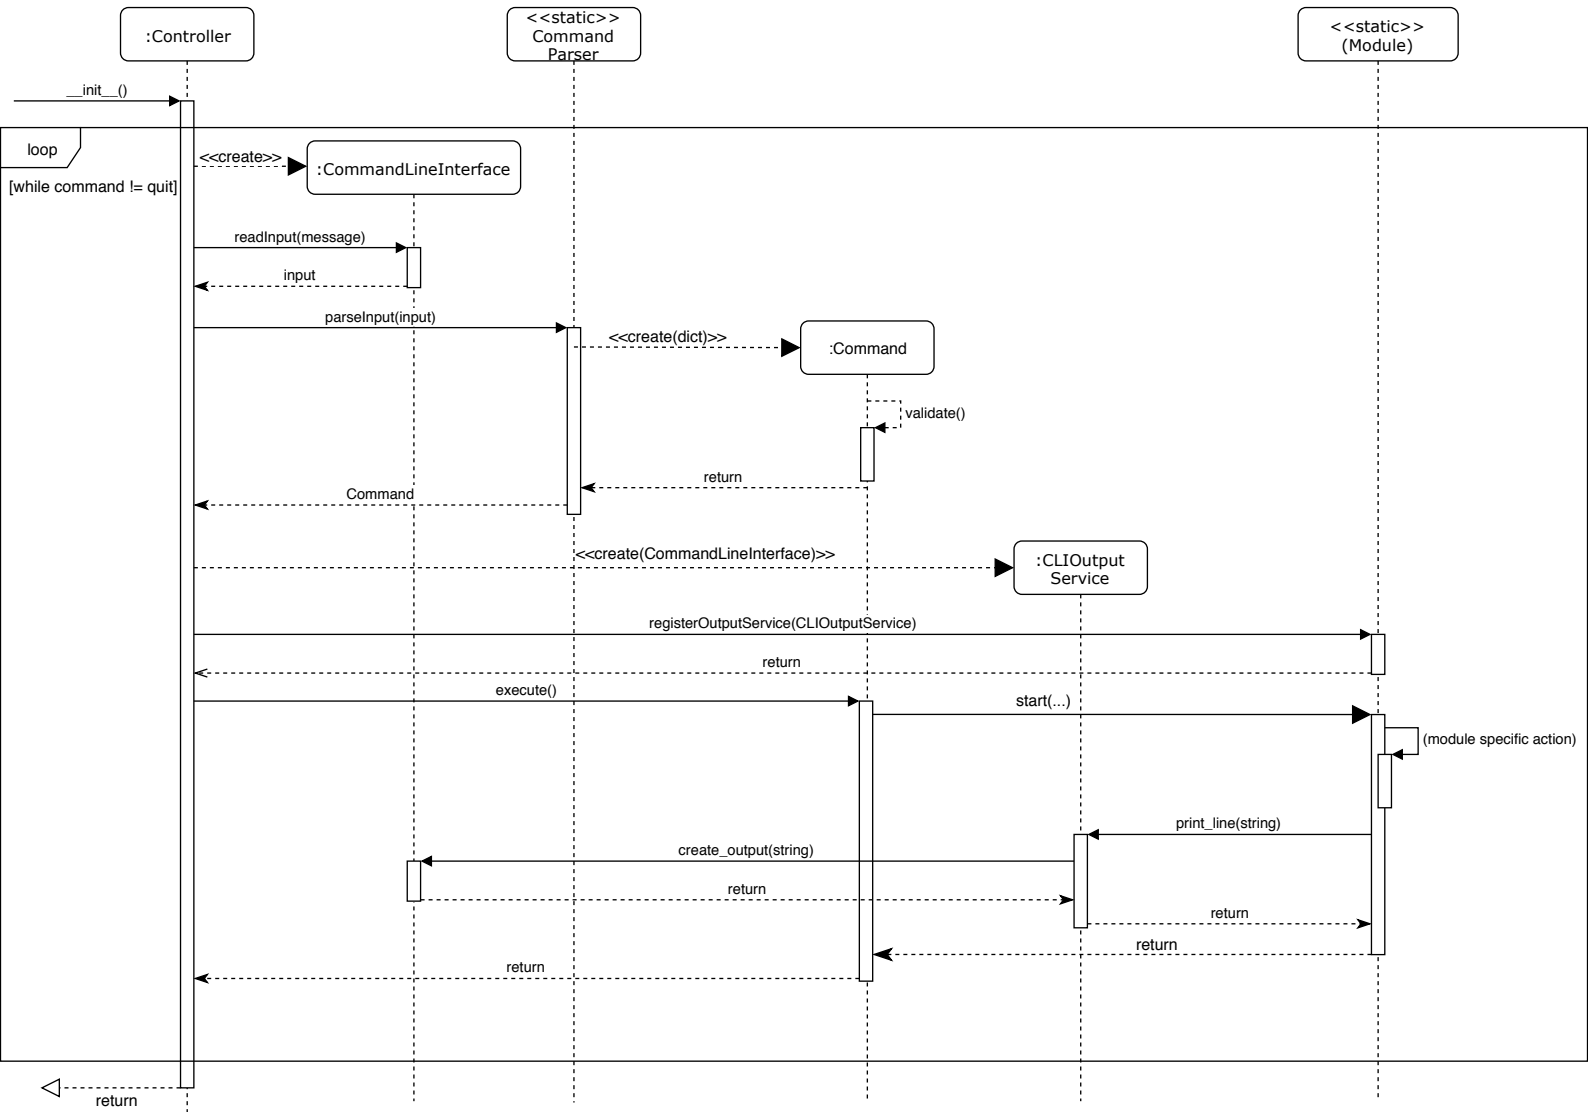 :Controller
<<static>>
Command
Parser
<<static>>
(Module)
__init__()
loop
[while command != quit]
<<create>>
:CommandLineInterface
readInput(message)
input
parseInput(input)
<<create(dict)>>
:Command
validate()
return
Command
<<create(CommandLineInterface)>>
:CLIOutput
Service
registerOutputService(CLIOutputService)
return
execute()
start(...)
(module specific action)
print_line(string)
create_output(string)
return
return
return
return
return